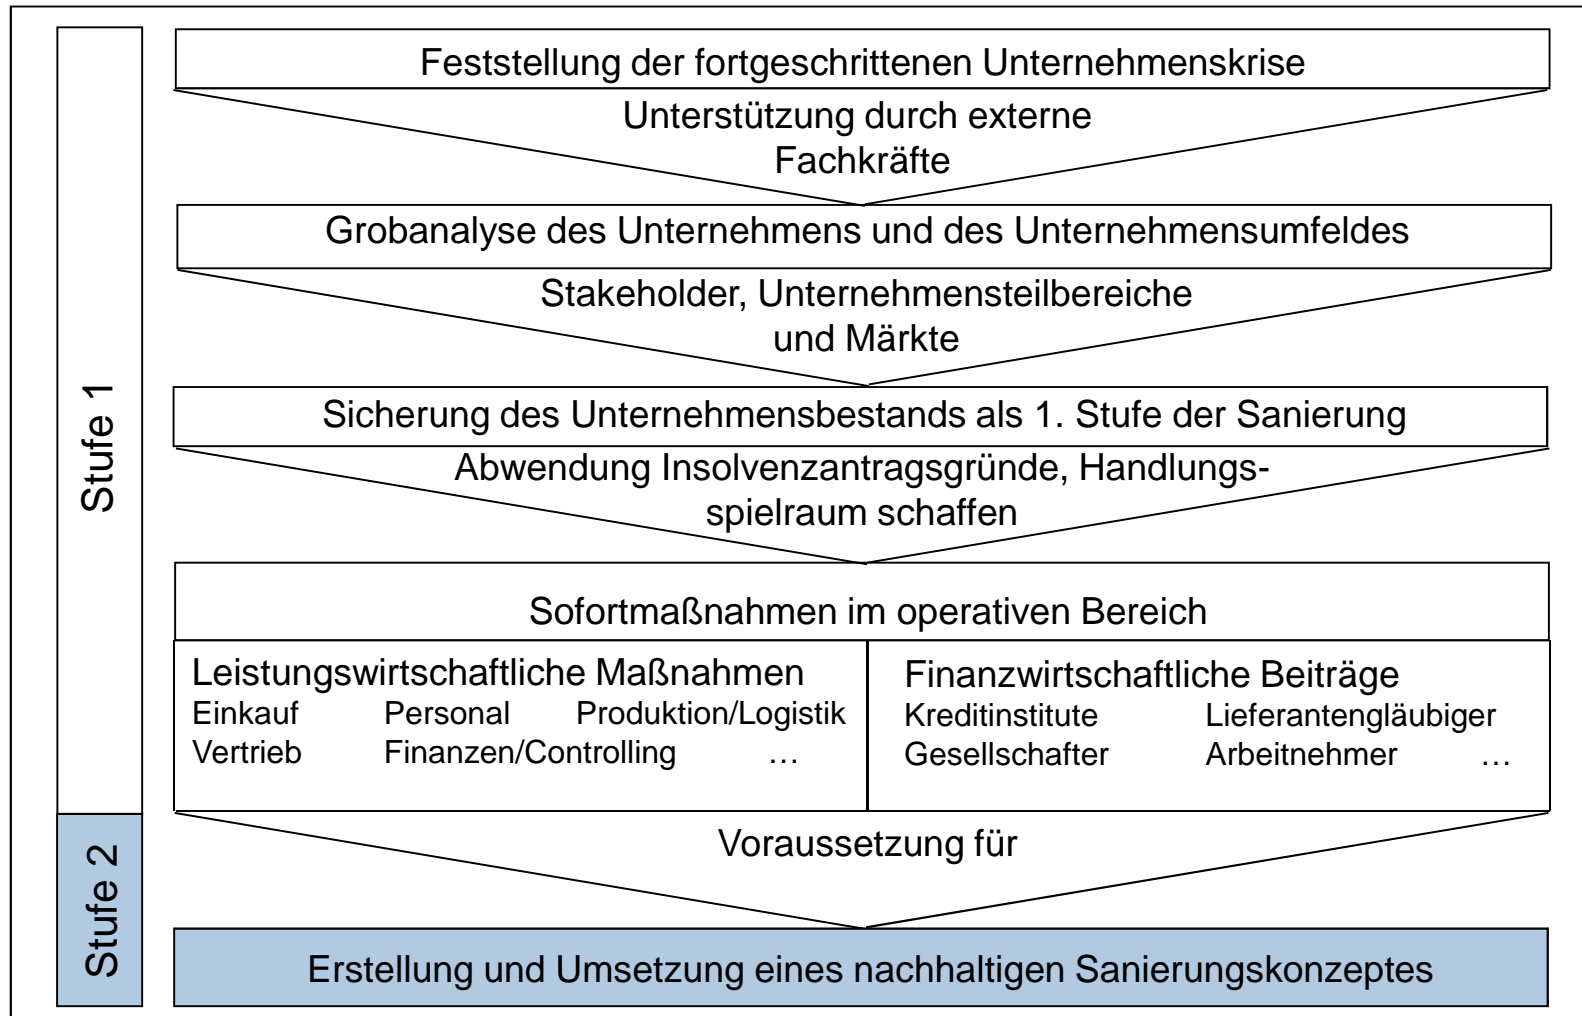 Stufe 1
Feststellung der fortgeschrittenen Unternehmenskrise
Unterstützung durch externe
Fachkräfte
Grobanalyse des Unternehmens und des Unternehmensumfeldes
Stakeholder, Unternehmensteilbereiche
und Märkte
Sicherung des Unternehmensbestands als 1. Stufe der Sanierung
Abwendung Insolvenzantragsgründe, Handlungs-
spielraum schaffen
Sofortmaßnahmen im operativen Bereich
Leistungswirtschaftliche Maßnahmen
Einkauf Personal Produktion/Logistik
Vertrieb Finanzen/Controlling …
Finanzwirtschaftliche Beiträge
Kreditinstitute Lieferantengläubiger
Gesellschafter Arbeitnehmer …
Stufe 2
Voraussetzung für
Erstellung und Umsetzung eines nachhaltigen Sanierungskonzeptes